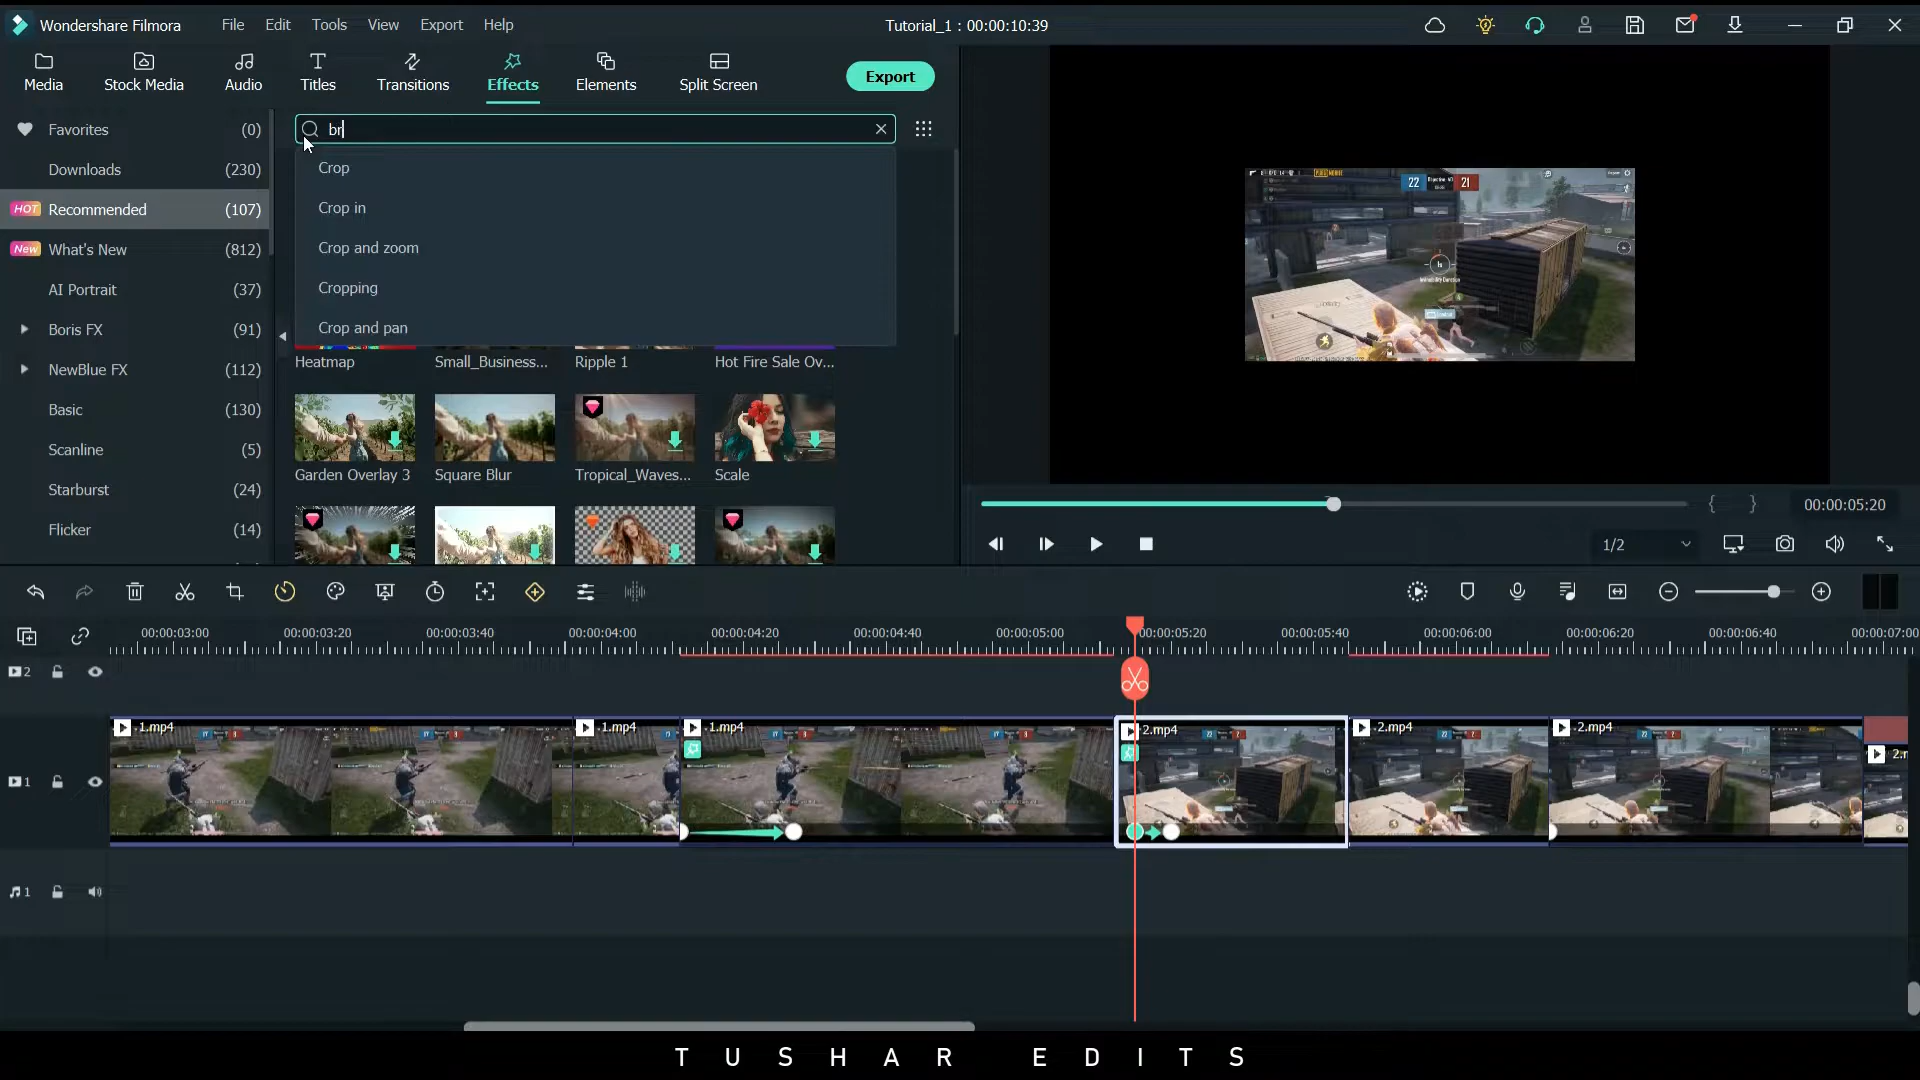 Wondershare Filmora File Edit Tools View Export Help Tutorial_1 : 00:00:10:39
Media Stock Media Audio Titles Transitions Effects Elements Split Screen Export
Favorites (0)
Downloads (230)
HOT Recommended (107)
New What's New (812)
AI Portrait (37)
Boris FX (91)
NewBlue FX (112)
Basic (130)
Scanline (5)
Starburst (24)
Flicker (14)
br
Crop
Crop in
Crop and zoom
Cropping
Crop and pan
Heatmap Small_Business... Ripple 1 Hot Fire Sale Ov...
Garden Overlay 3 Square Blur Tropical_Waves... Scale
22 21
00:00:05:20
1/2
00:00:03:00 00:00:03:20 00:00:03:40 00:00:04:00 00:00:04:20 00:00:04:40 00:00:05:00 00:00:05:20 00:00:05:40 00:00:06:00 00:00:06:20 00:00:06:40 00:00:07:00
2
1.mp4 1.mp4 1.mp4 2.mp4 2.mp4 2.mp4
1
1
TUSHAR EDITS